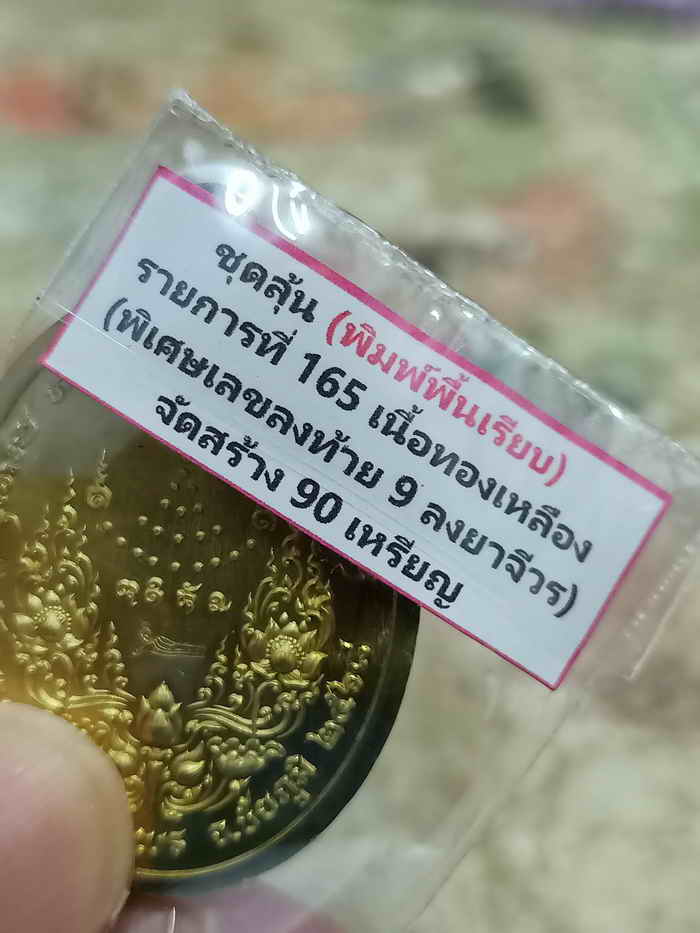 ชุดลุ้น (พิมพ์พื้นเรียบ)
รายการที่ 165 เนื้อทองเหลือง
(พิเศษเลขลงท้าย 9 ลงยาจีวร)
จัดสร้าง 90 เหรียญ